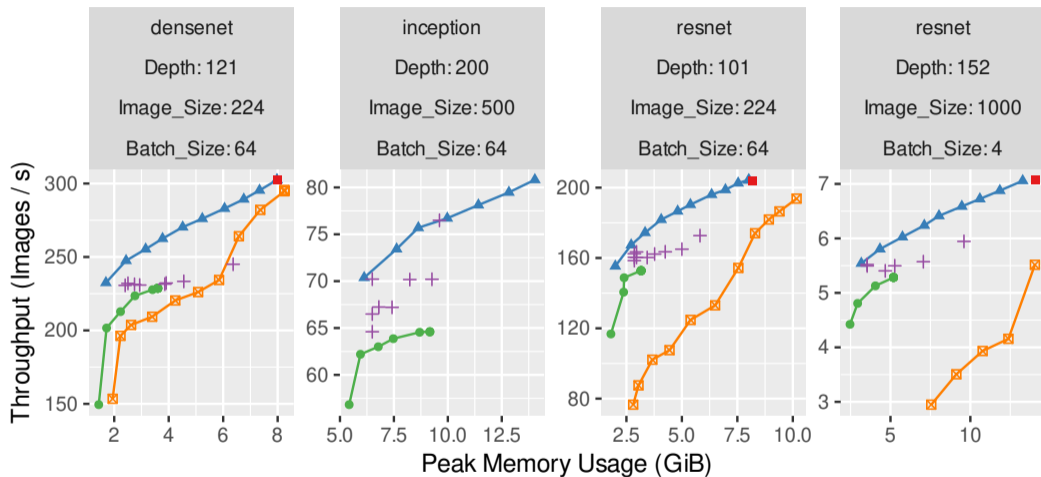 densenet
Depth: 121
Image_Size: 224
Batch_Size: 64
inception
Depth: 200
Image_Size: 500
Batch_Size: 64
resnet
Depth: 101
Image_Size: 224
Batch_Size: 64
resnet
Depth: 152
Image_Size: 1000
Batch_Size: 4
Throughput (Images / s)
300
250
200
150
2 4 6 8
80
75
70
65
60
5.0 7.5 10.0 12.5
200
160
120
80
2.5 5.0 7.5 10.0
7
6
5
4
3
5 10
Peak Memory Usage (GiB)